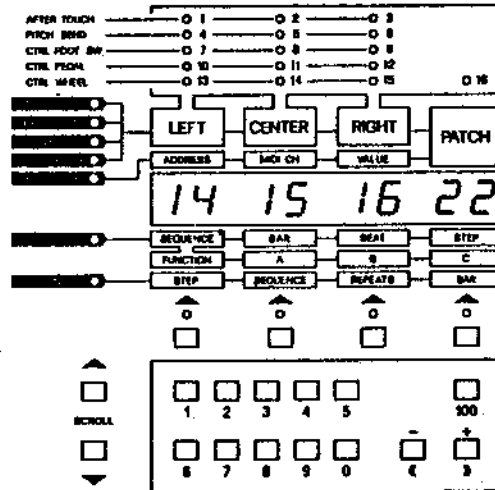 AFTER TOUCH 1 2 3
PITCH BEND 4 5 6
CTRL FOOT SW. 7 8 9
CTRL PEDAL 10 11 12
CTRL WHEEL 13 14 15 16
LEFT CENTER RIGHT PATCH
ADDRESS MIDI CH VALUE
14 15 16 22
SEQUENCE BAR BEAT STEP
FUNCTION A B C
STEP SEQUENCE REPEATS BAR
1 2 3 4 5 100
SCROLL
- +
6 7 8 9 0